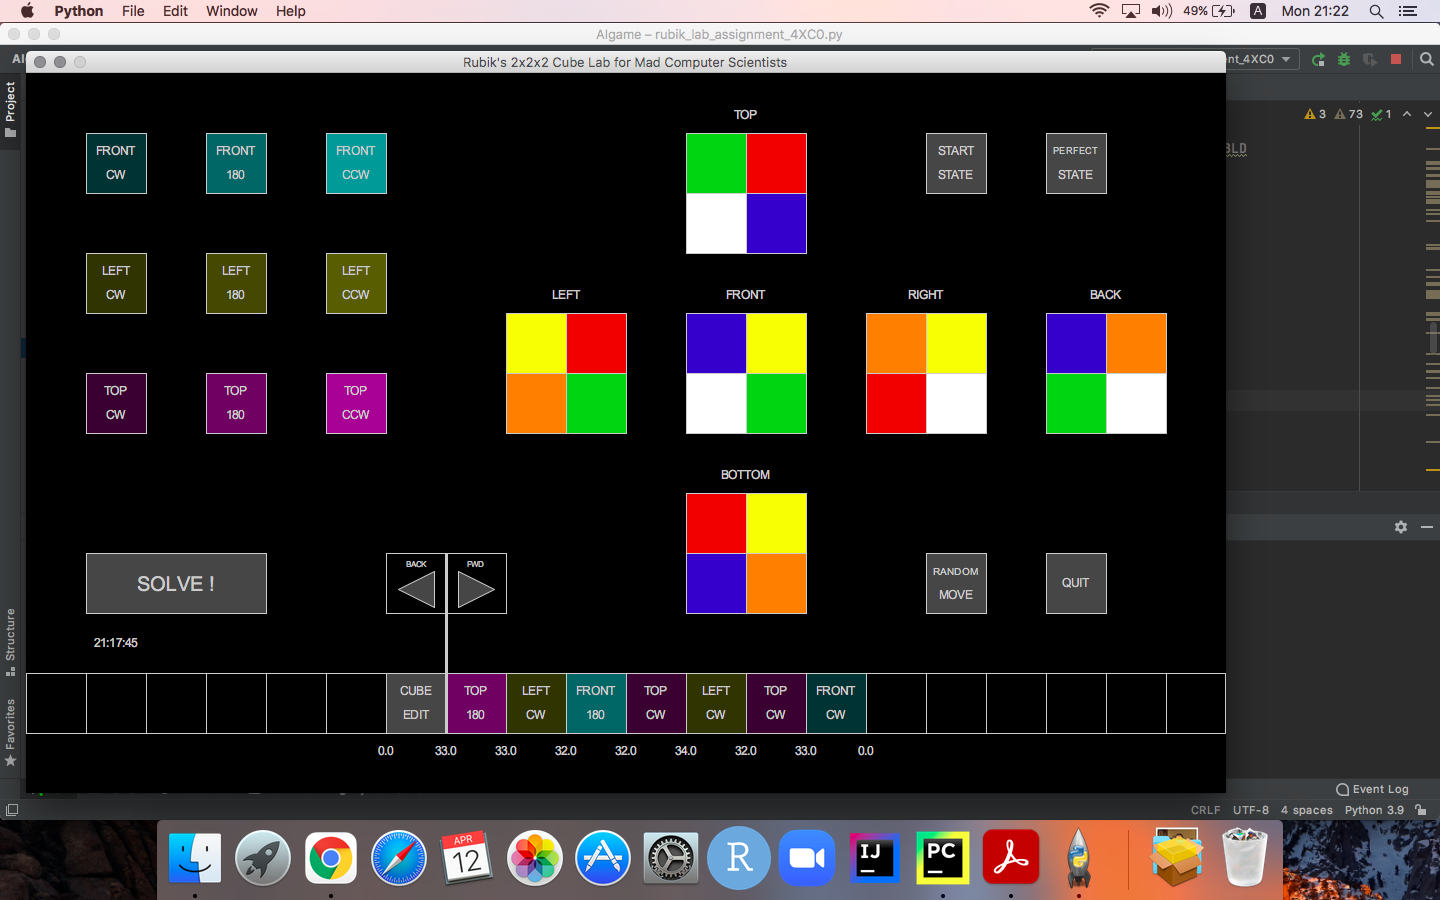 Python File Edit Window Help
49% A Mon 21:22
AIgame – rubik_lab_assignment_4XC0.py
AI
nt_4XC0
Rubik's 2x2x2 Cube Lab for Mad Computer Scientists
Project
3 73 1
BLD
TOP
FRONT
CW
FRONT
180
FRONT
CCW
START
STATE
PERFECT
STATE
LEFT
CW
LEFT
180
LEFT
CCW
LEFT FRONT RIGHT BACK
TOP
CW
TOP
180
TOP
CCW
BOTTOM
SOLVE !
BACK
FWD
RANDOM
MOVE
QUIT
21:17:45
Structure
Favorites
CUBE
EDIT
TOP
180
LEFT
CW
FRONT
180
TOP
CW
LEFT
CW
TOP
CW
FRONT
CW
0.0 33.0 33.0 32.0 32.0 34.0 32.0 33.0 0.0
Event Log
CRLF UTF-8 4 spaces Python 3.9
APR
12
R
IJ
PC